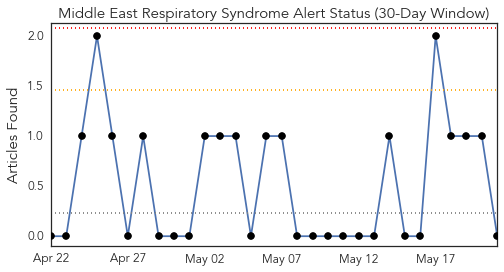 Middle East Respiratory Syndrome Alert Status (30-Day Window)
Articles Found
2.0
1.5
1.0
0.5
0.0
Apr 22
Apr 27
May 02
May 07
May 12
May 17